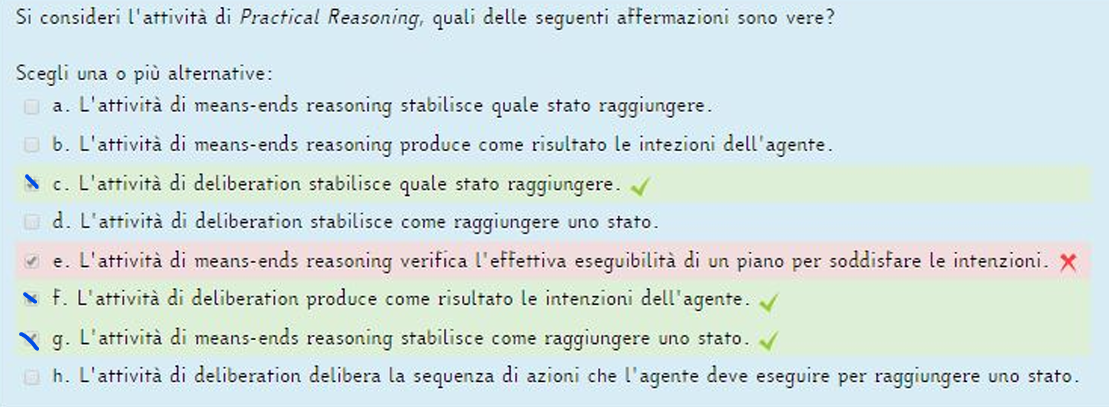 Si consideri l'attività di Practical Reasoning, quali delle seguenti affermazioni sono vere?
Scegli una o più alternative:
a. L'attività di means-ends reasoning stabilisce quale stato raggiungere.
b. L'attività di means-ends reasoning produce come risultato le intezioni dell'agente.
c. L'attività di deliberation stabilisce quale stato raggiungere.
d. L'attività di deliberation stabilisce come raggiungere uno stato.
e. L'attività di means-ends reasoning verifica l'effettiva eseguibilità di un piano per soddisfare le intenzioni.
f. L'attività di deliberation produce come risultato le intenzioni dell'agente.
g. L'attività di means-ends reasoning stabilisce come raggiungere uno stato.
h. L'attività di deliberation delibera la sequenza di azioni che l'agente deve eseguire per raggiungere uno stato.